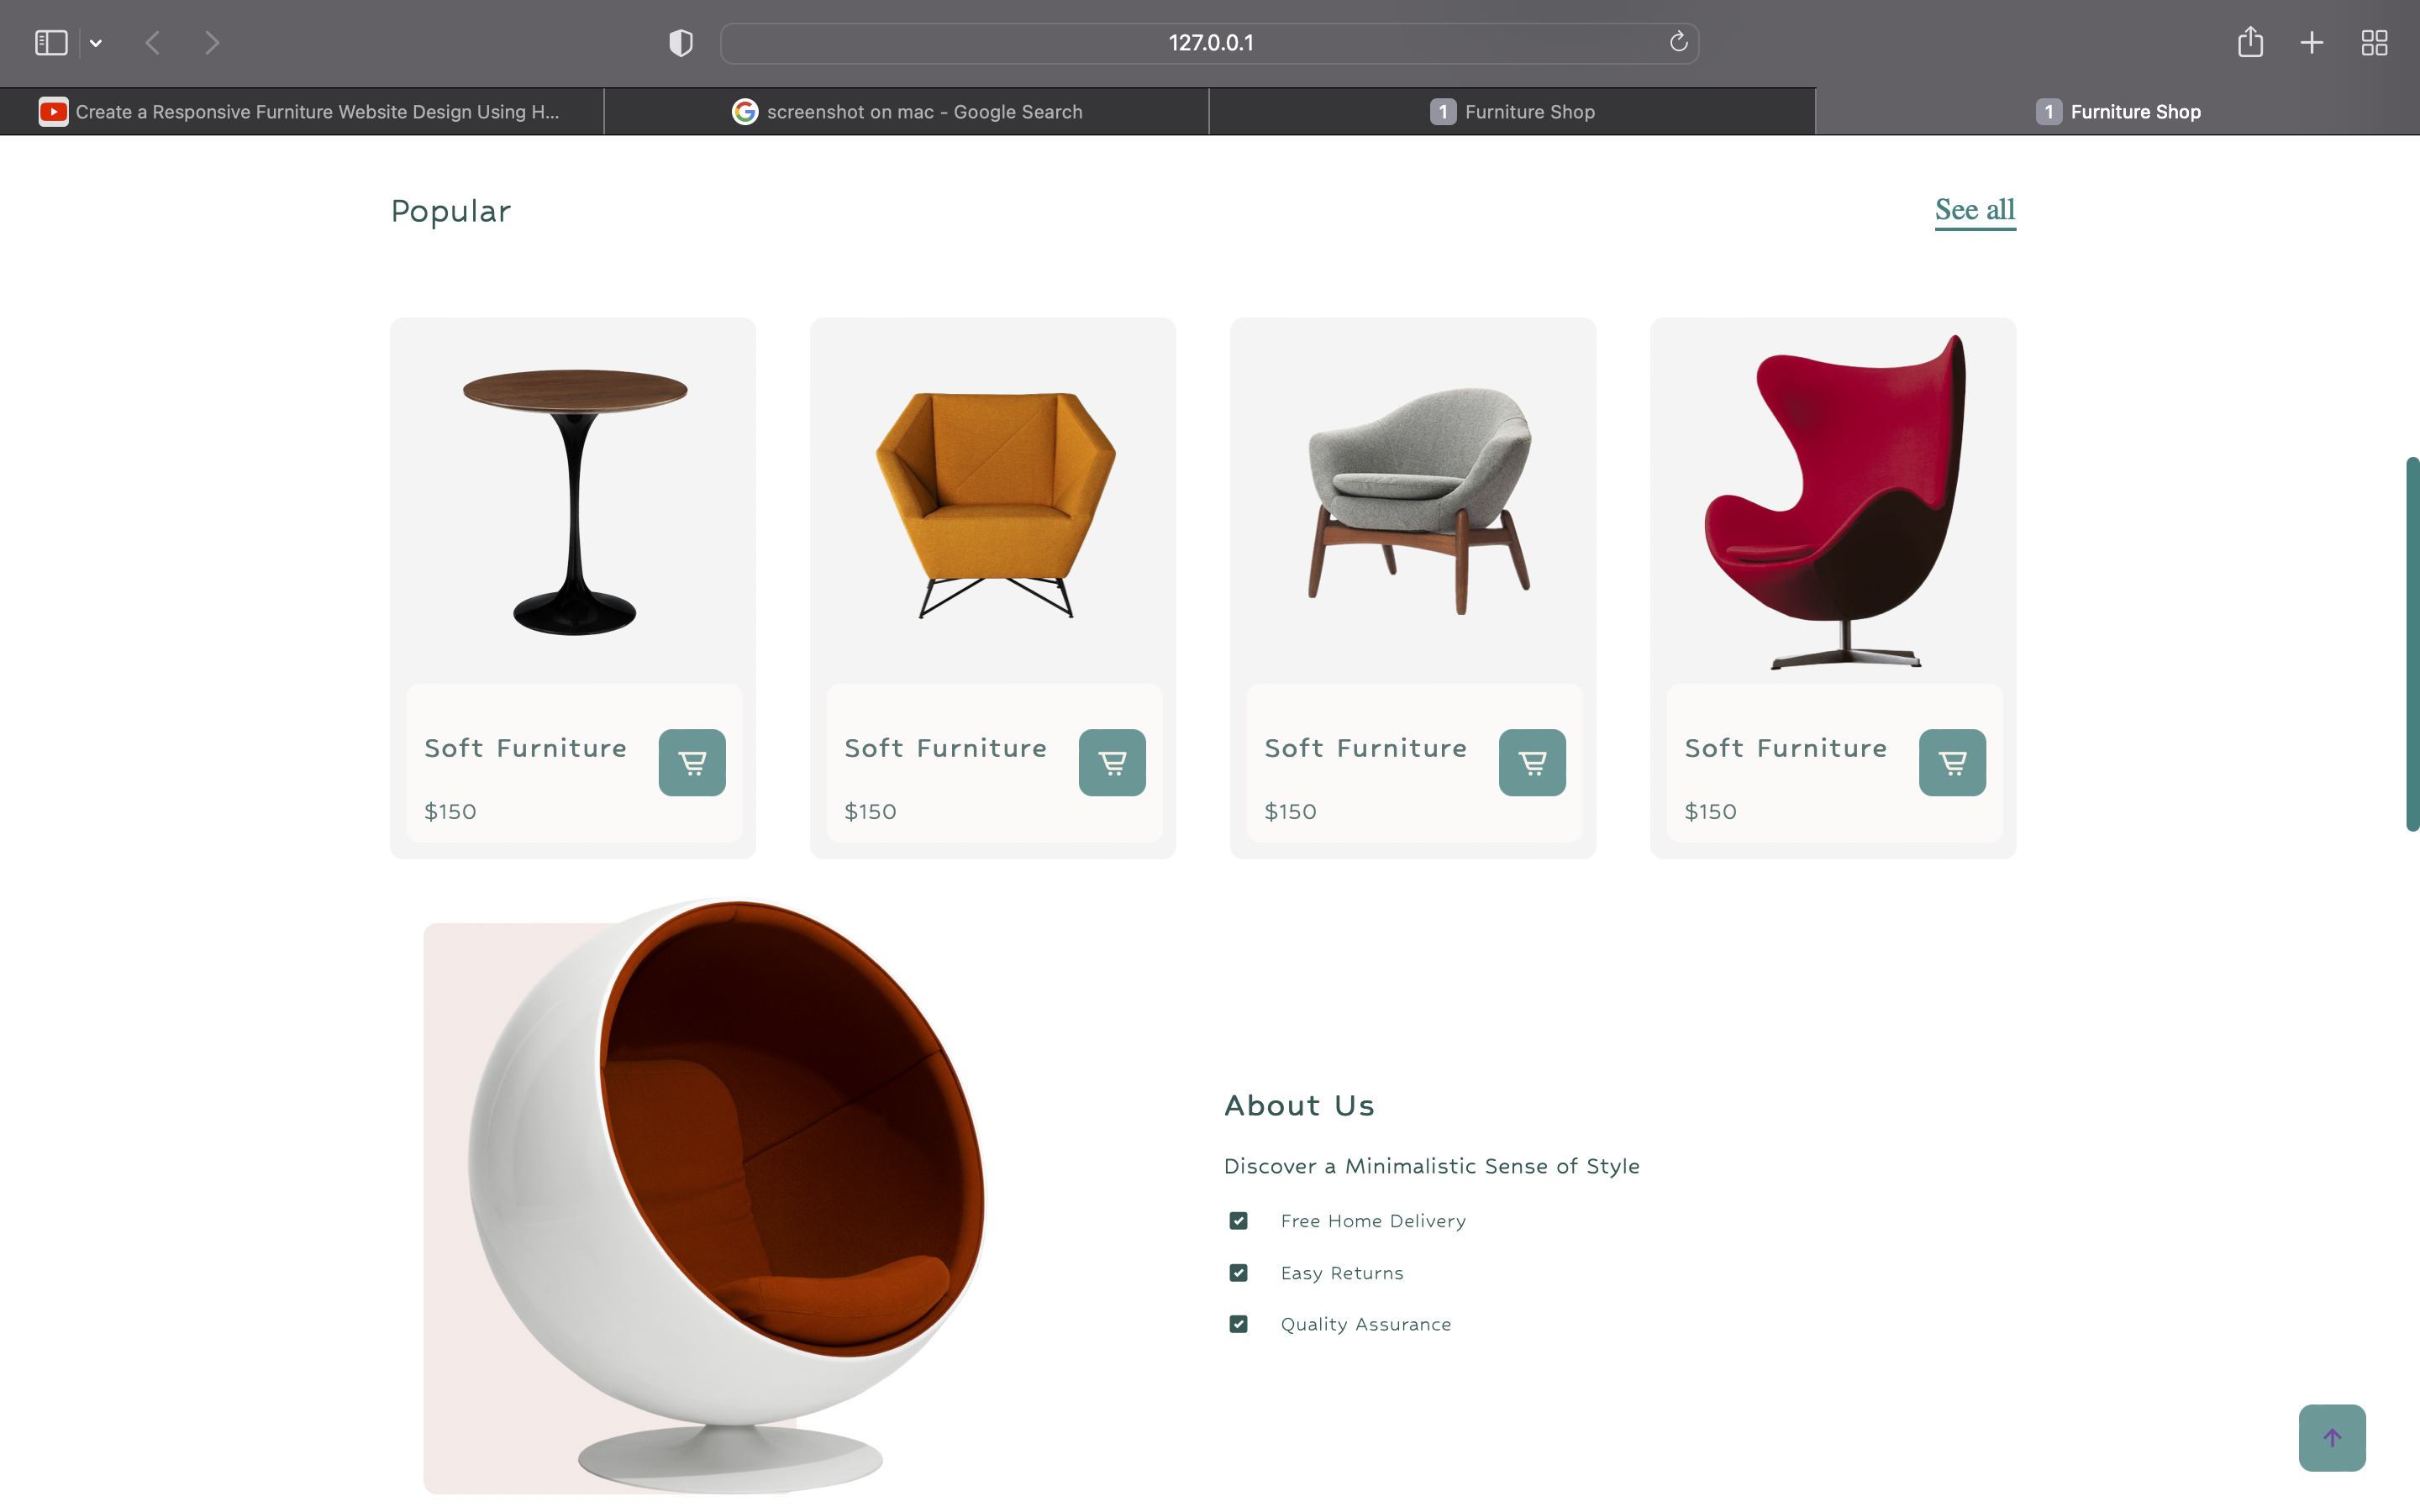 127.0.0.1
Create a Responsive Furniture Website Design Using H...
screenshot on mac - Google Search
1 Furniture Shop
1 Furniture Shop
Popular
See all
Soft Furniture
$150
Soft Furniture
$150
Soft Furniture
$150
Soft Furniture
$150
About Us
Discover a Minimalistic Sense of Style
Free Home Delivery
Easy Returns
Quality Assurance